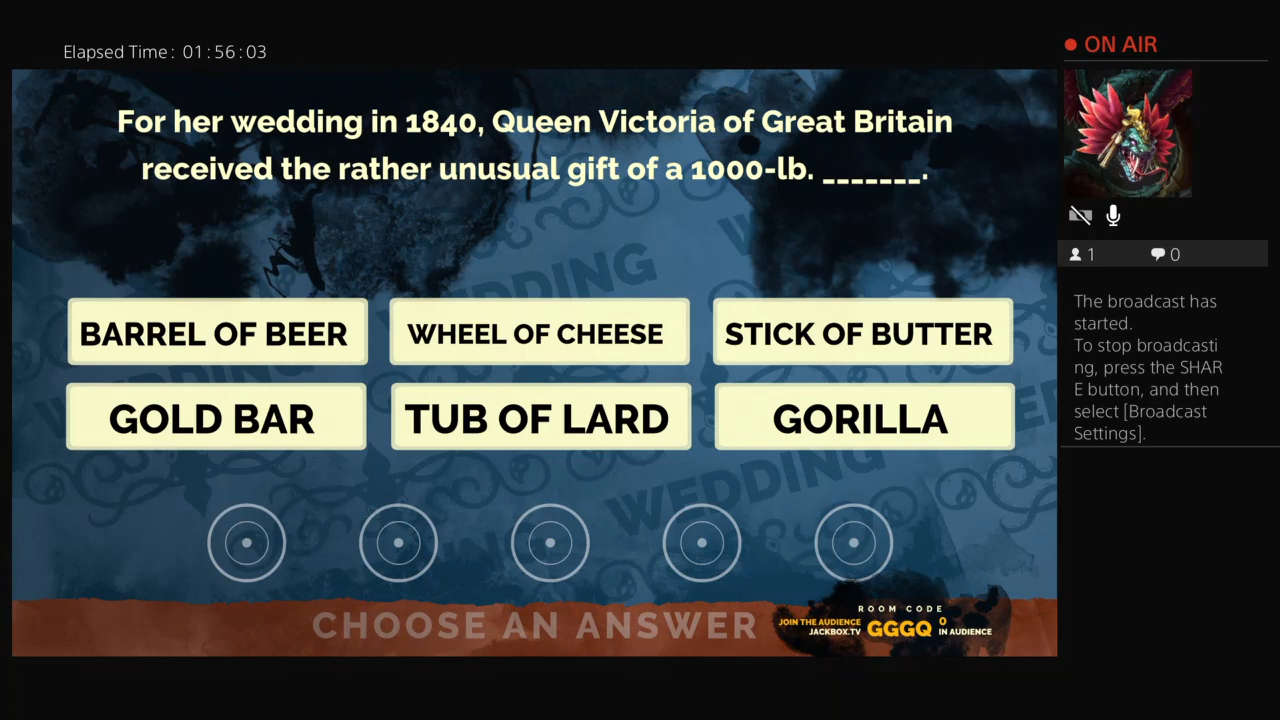 Elapsed Time: 01:56:03
ON AIR
For her wedding in 1840, Queen Victoria of Great Britain
received the rather unusual gift of a 1000-lb. _______.
1
0
The broadcast has
started.
To stop broadcasti
ng, press the SHAR
E button, and then
select [Broadcast
Settings].
BARREL OF BEER
WHEEL OF CHEESE
STICK OF BUTTER
GOLD BAR
TUB OF LARD
GORILLA
WEDDING
WEDDING
CHOOSE AN ANSWER
ROOM CODE
JOIN THE AUDIENCE
JACKBOX.TV
GGGQ
0
IN AUDIENCE